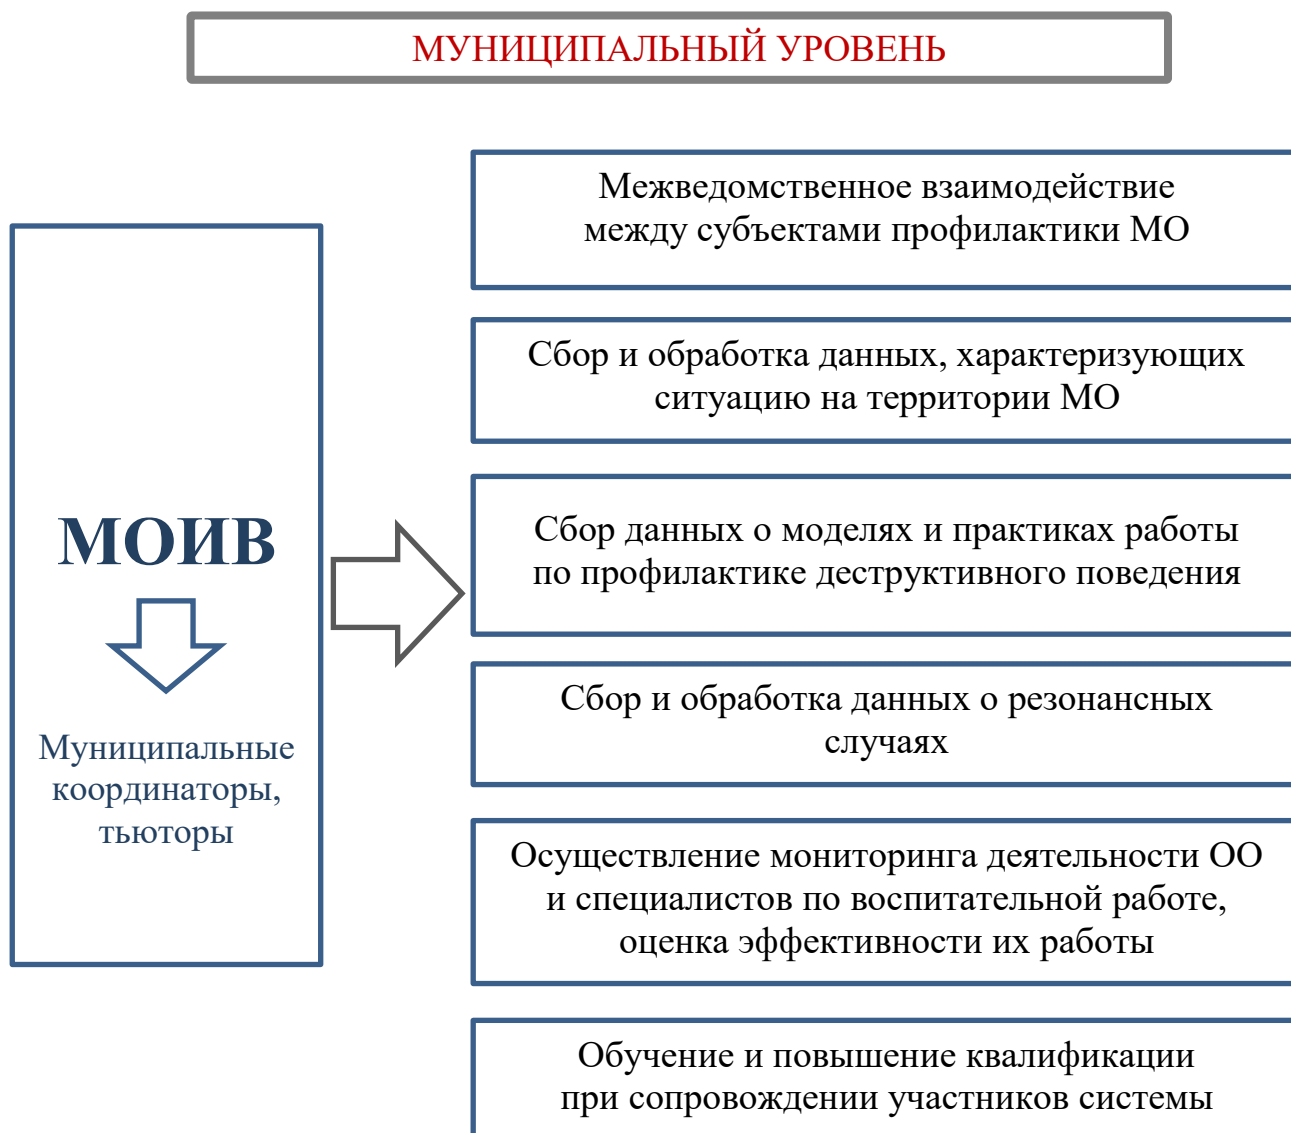 МУНИЦИПАЛЬНЫЙ УРОВЕНЬ
МОИВ
Муниципальные
координаторы,
тьюторы
Межведомственное взаимодействие
между субъектами профилактики МО
Сбор и обработка данных, характеризующих
ситуацию на территории МО
Сбор данных о моделях и практиках работы
по профилактике деструктивного поведения
Сбор и обработка данных о резонансных
случаях
Осуществление мониторинга деятельности ОО
и специалистов по воспитательной работе,
оценка эффективности их работы
Обучение и повышение квалификации
при сопровождении участников системы